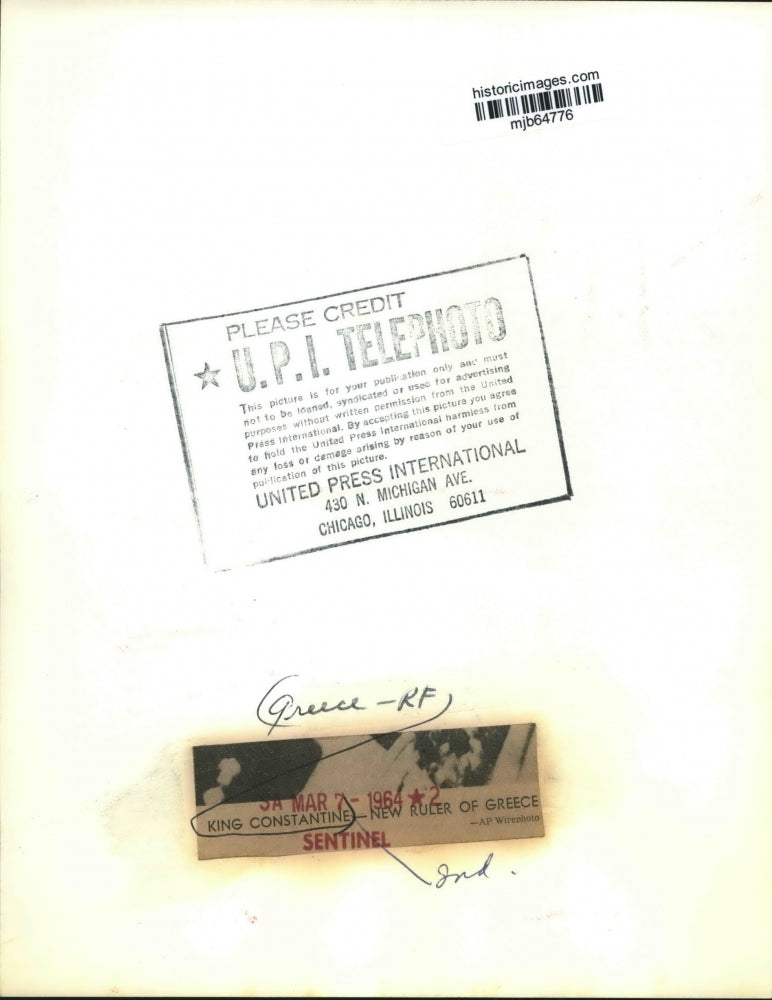 historicimages.com
mjb64776
PLEASE CREDIT
★ U.P.I. TELEPHOTO
This picture is for your publication only and must
not to be loaned, syndicated or used for advertising
purposes without written permission from the United
Press International. By accepting this picture you agree
to hold the United Press International harmless from
any loss or damage arising by reason of your use of
publication of this picture.
UNITED PRESS INTERNATIONAL
430 N. MICHIGAN AVE.
CHICAGO, ILLINOIS 60611
(Greece - RF)
SA MAR 7 - 1964 ★ 2
KING CONSTANTINE—NEW RULER OF GREECE
—AP Wirephoto
SENTINEL
2nd.